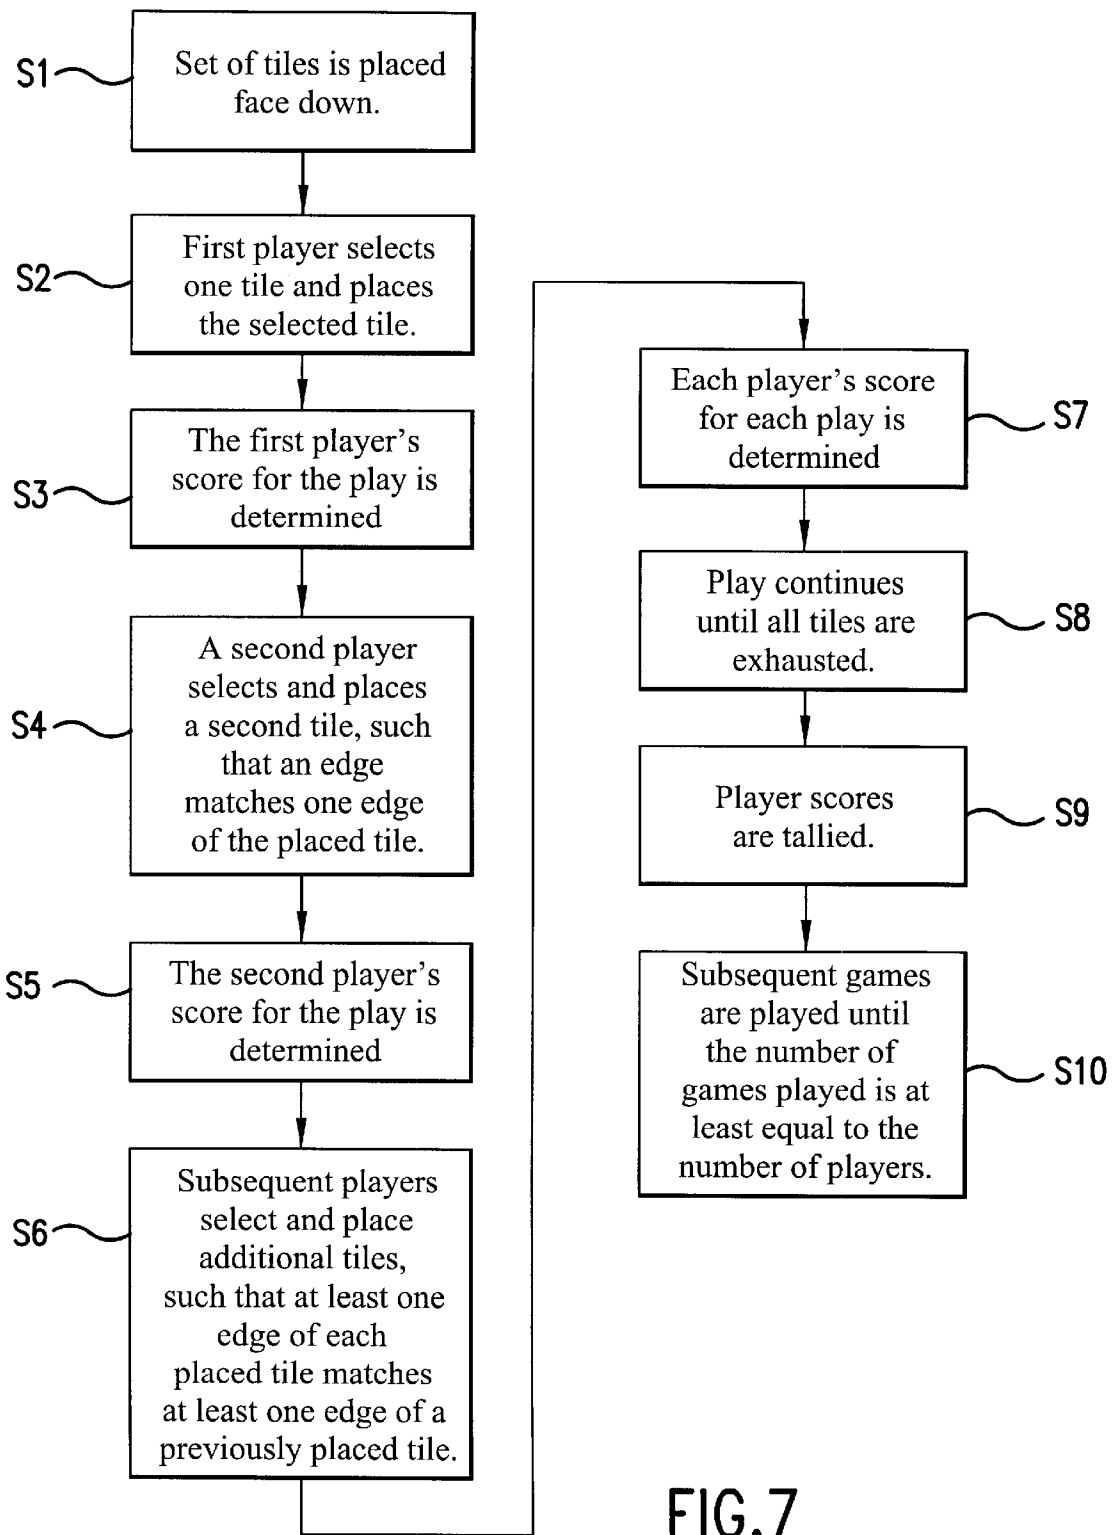 S1
Set of tiles is placed
face down.
S2
First player selects
one tile and places
the selected tile.
S3
The first player’s
score for the play is
determined
S4
A second player
selects and places
a second tile, such
that an edge
matches one edge
of the placed tile.
S5
The second player’s
score for the play is
determined
S6
Subsequent players
select and place
additional tiles,
such that at least one
edge of each
placed tile matches
at least one edge of a
previously placed tile.
Each player’s score
for each play is
determined
S7
Play continues
until all tiles are
exhausted.
S8
Player scores
are tallied.
S9
Subsequent games
are played until
the number of
games played is at
least equal to the
number of players.
S10
FIG.7